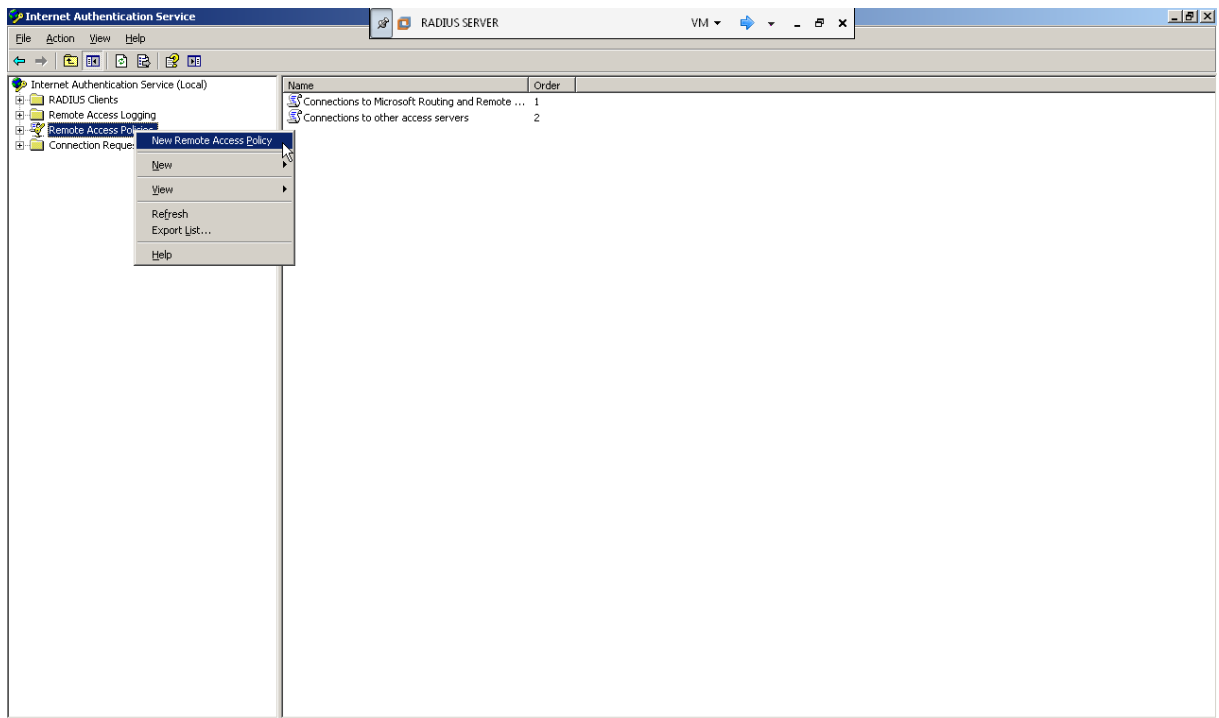 Internet Authentication Service
RADIUS SERVER
VM
File Action View Help
Internet Authentication Service (Local)
RADIUS Clients
Remote Access Logging
Remote Access Policies
Connection Reque
New Remote Access Policy
New
View
Refresh
Export List...
Help
Name Order
Connections to Microsoft Routing and Remote ... 1
Connections to other access servers 2